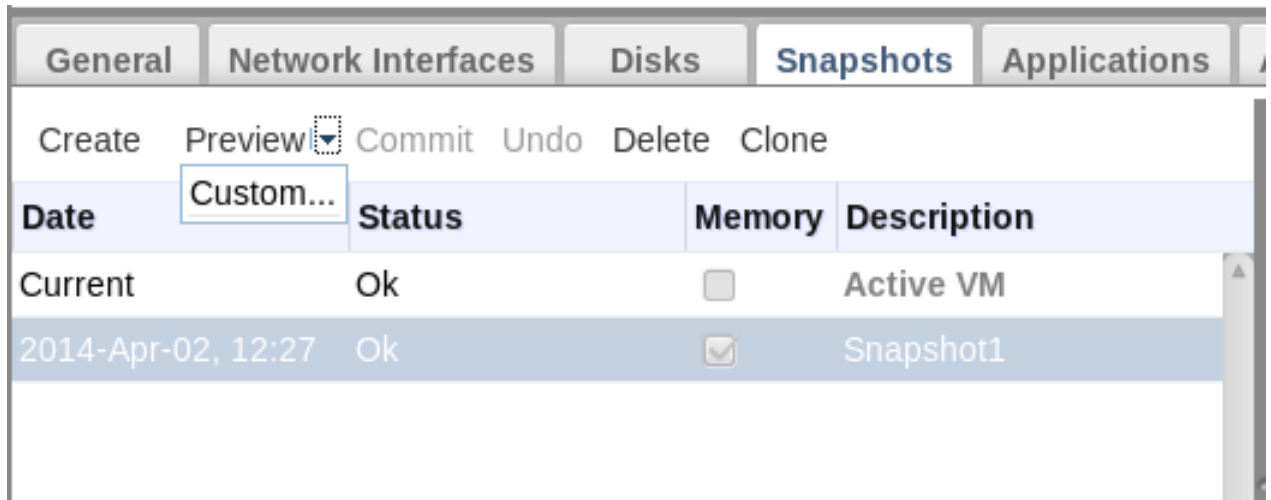 General Network Interfaces Disks Snapshots Applications
Create Preview Commit Undo Delete Clone
Custom...
Date Status Memory Description
Current Ok Active VM
2014-Apr-02, 12:27 Ok Snapshot1